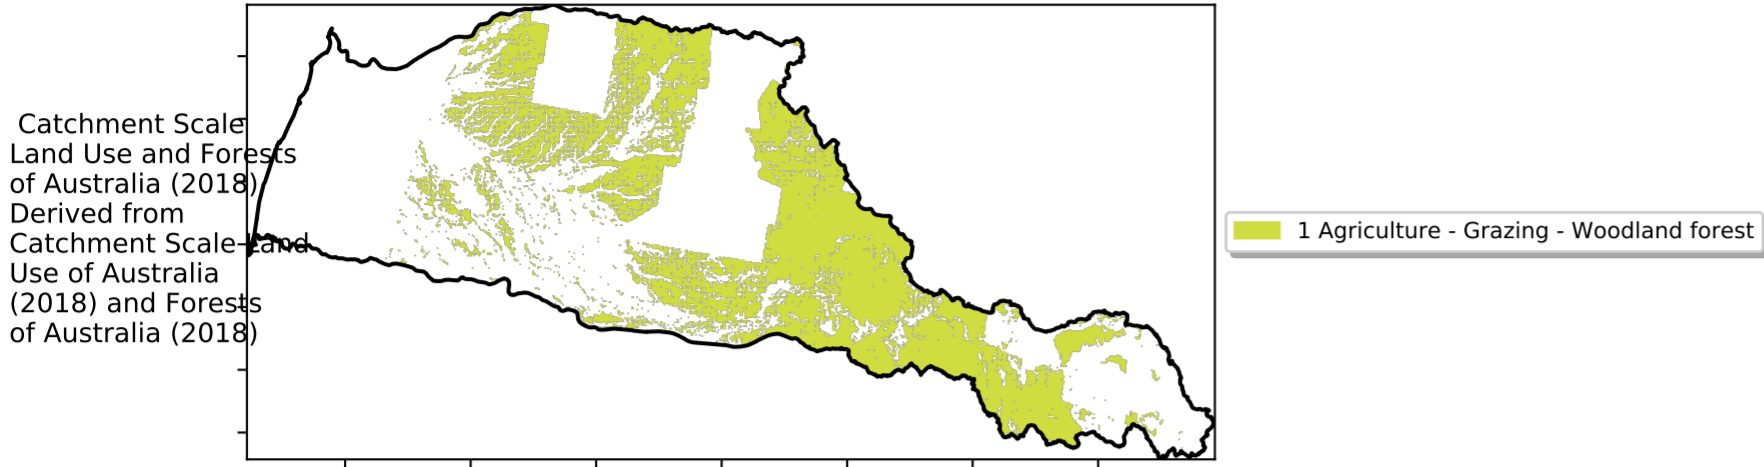 Catchment Scale
Land Use and Forests
of Australia (2018)
Derived from
Catchment Scale Land
Use of Australia
(2018) and Forests
of Australia (2018)
1 Agriculture - Grazing - Woodland forest